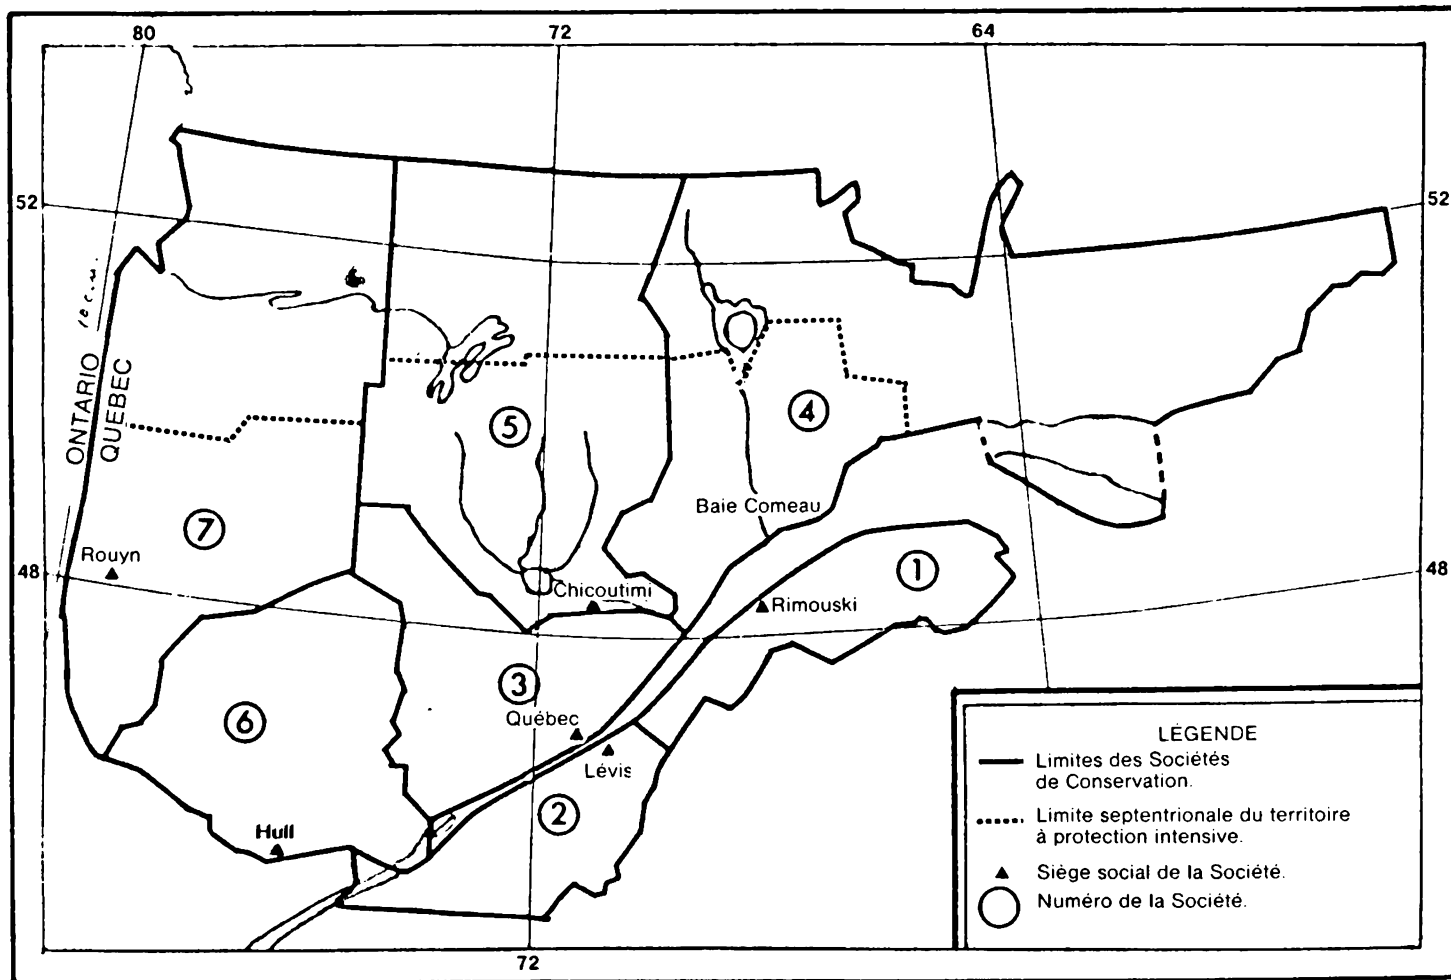 80
72
64
52
52
ONTARIO
QUEBEC
5
4
Baie Comeau
7
Rouyn
1
48
48
Chicoutimi
Rimouski
3
6
Québec
Lévis
2
Hull
72
LÉGENDE
Limites des Sociétés
de Conservation.
Limite septentrionale du territoire
à protection intensive.
Siège social de la Société.
Numéro de la Société.